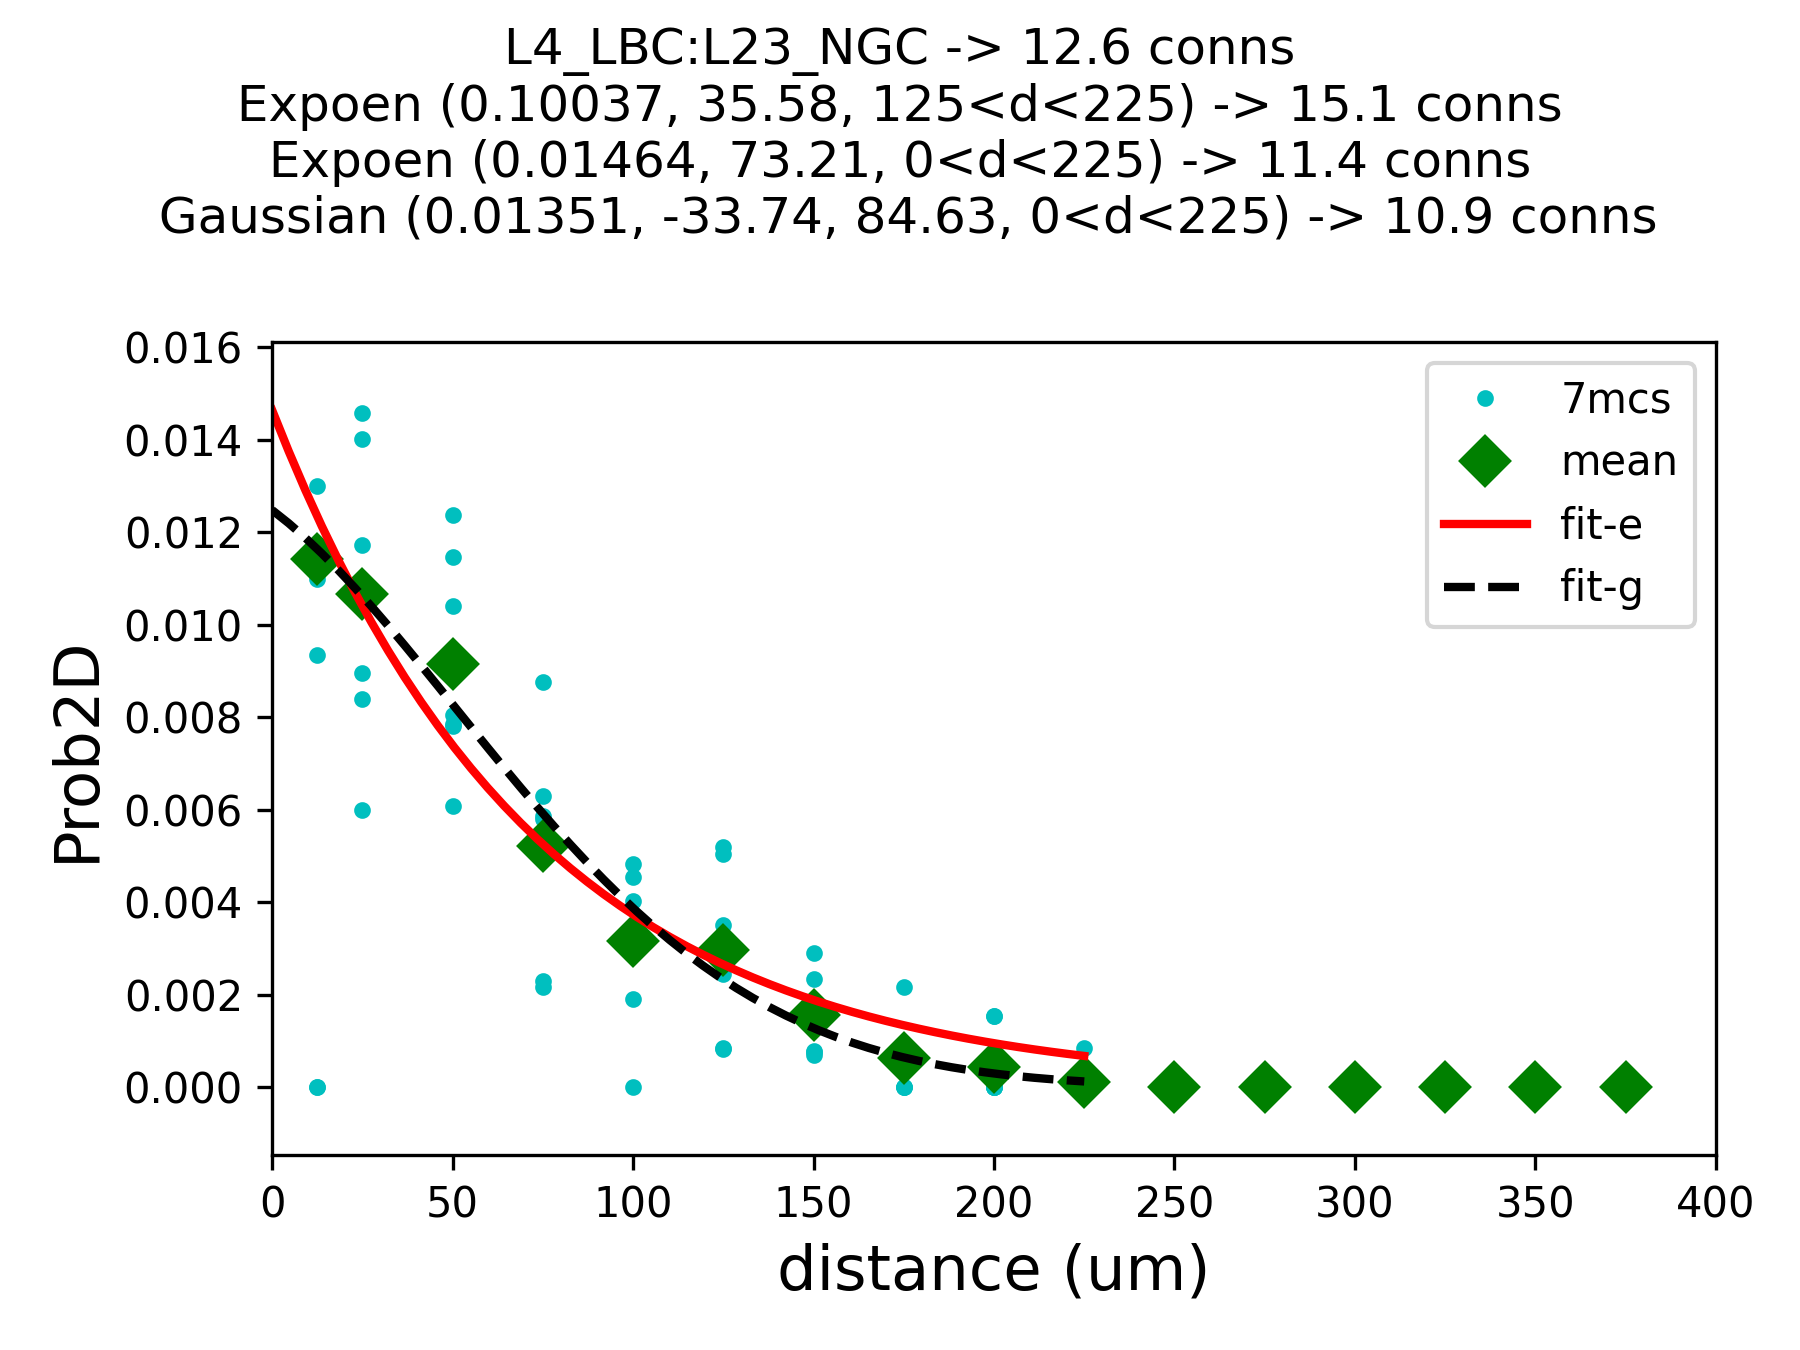 L4_LBC:L23_NGC -> 12.6 conns
Expoen (0.10037, 35.58, 125<d<225) -> 15.1 conns
Expoen (0.01464, 73.21, 0<d<225) -> 11.4 conns
Gaussian (0.01351, -33.74, 84.63, 0<d<225) -> 10.9 conns
0.016
0.014
0.012
0.010
0.008
0.006
0.004
0.002
0.000
Prob2D
7mcs
mean
fit-e
fit-g
0 50 100 150 200 250 300 350 400
distance (um)